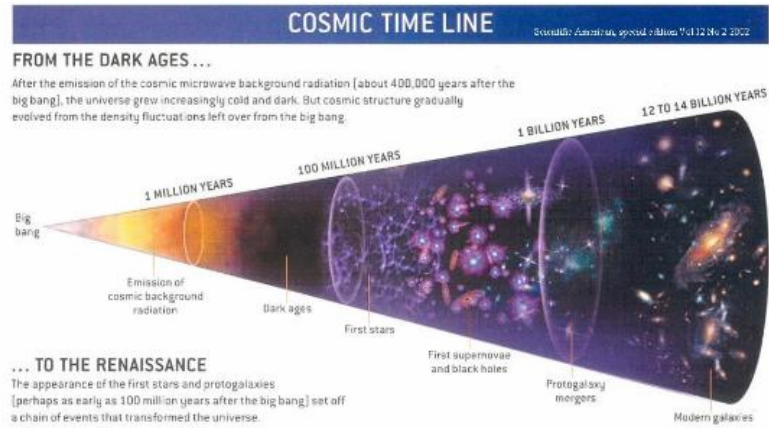 COSMIC TIME LINE
Scientific American, special edition Vol 12 No 2 2002
FROM THE DARK AGES ...
After the emission of the cosmic microwave background radiation [about 400,000 years after the
big bang], the universe grew increasingly cold and dark. But cosmic structure gradually
evolved from the density fluctuations left over from the big bang.
12 TO 14 BILLION YEARS
1 BILLION YEARS
100 MILLION YEARS
1 MILLION YEARS
Big
bang
Emission of
cosmic background
radiation
Dark ages
First stars
First supernovae
and black holes
Protogalaxy
mergers
Modern galaxies
... TO THE RENAISSANCE
The appearance of the first stars and protogalaxies
[perhaps as early as 100 million years after the big bang] set off
a chain of events that transformed the universe.